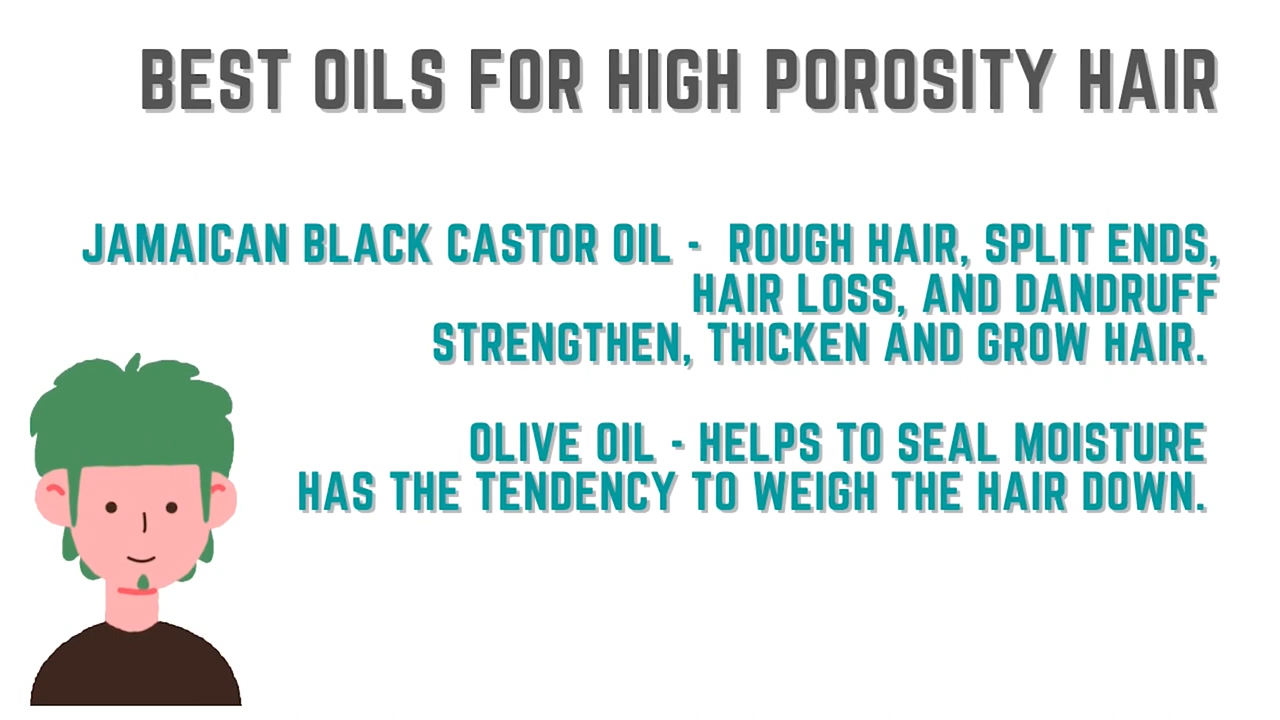 BEST OILS FOR HIGH POROSITY HAIR
JAMAICAN BLACK CASTOR OIL - ROUGH HAIR, SPLIT ENDS,
HAIR LOSS, AND DANDRUFF
STRENGTHEN, THICKEN AND GROW HAIR.
OLIVE OIL - HELPS TO SEAL MOISTURE
HAS THE TENDENCY TO WEIGH THE HAIR DOWN.